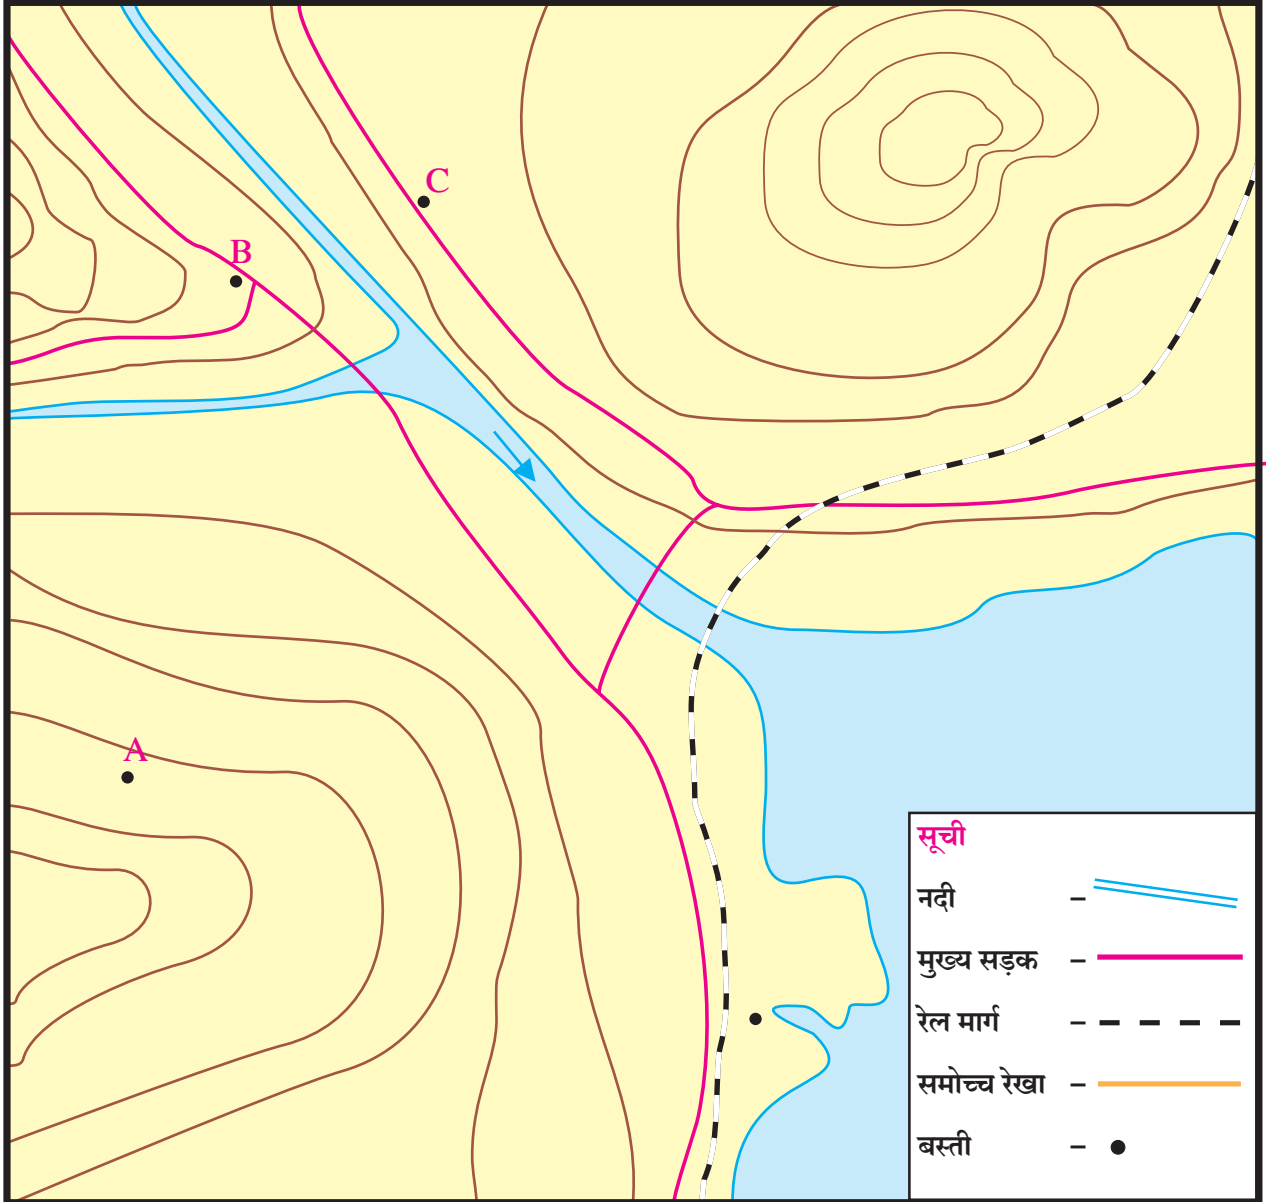 C
B
A
सूची
नदी –
मुख्य सड़क –
रेल मार्ग –
समोच्च रेखा –
बस्ती –